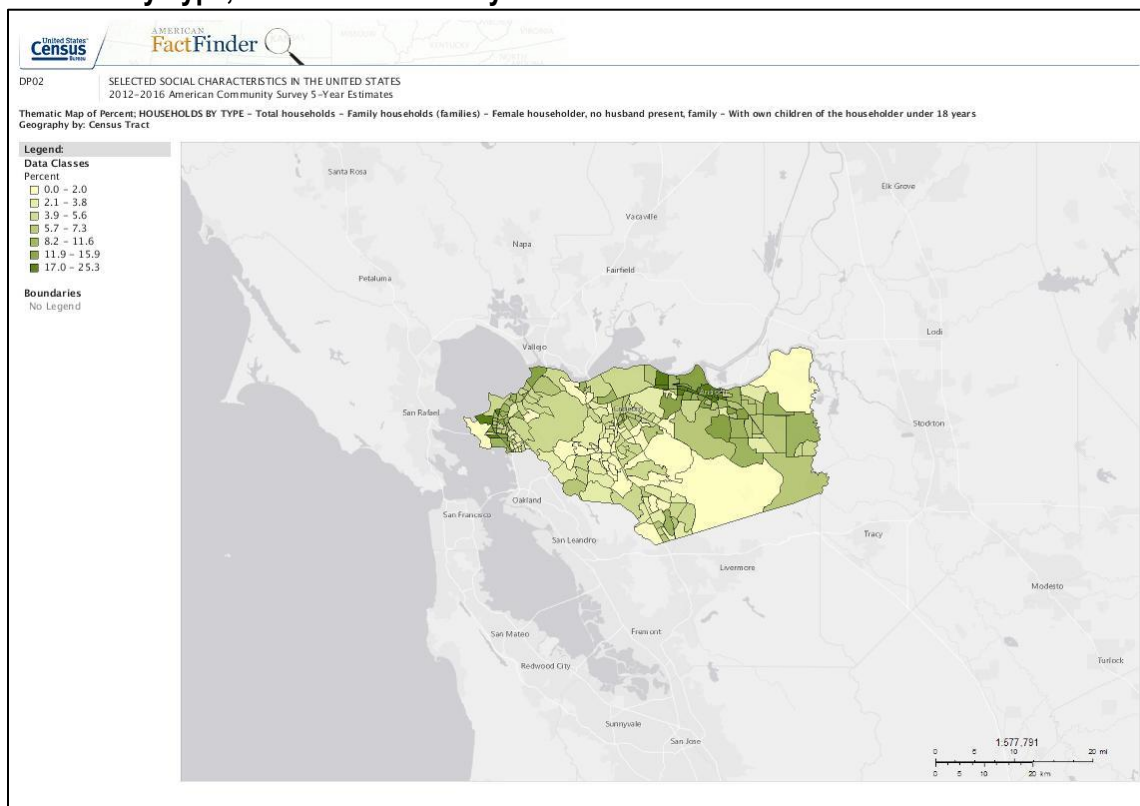 United States®
Census
Bureau
AMERICAN
FactFinder
DP02
SELECTED SOCIAL CHARACTERISTICS IN THE UNITED STATES
2012-2016 American Community Survey 5-Year Estimates
Thematic Map of Percent; HOUSEHOLDS BY TYPE - Total households - Family households (families) - Female householder, no husband present, family - With own children of the householder under 18 years
Geography by: Census Tract
Legend:
Data Classes
Percent
0.0 - 2.0
2.1 - 3.8
3.9 - 5.6
5.7 - 7.3
8.2 - 11.6
11.9 - 15.9
17.0 - 25.3
Boundaries
No Legend
Santa Rosa
Elk Grove
Vacaville
Napa
Fairfield
Petaluma
Lodi
Vallejo
San Rafael
Stockton
Oakland
San Francisco
San Leandro
Tracy
Livermore
Modesto
San Mateo
Fremont
Redwood City
Turlock
Sunnyvale
San Jose
1:577,791
0 5 10 20 mi
0 5 10 20 km